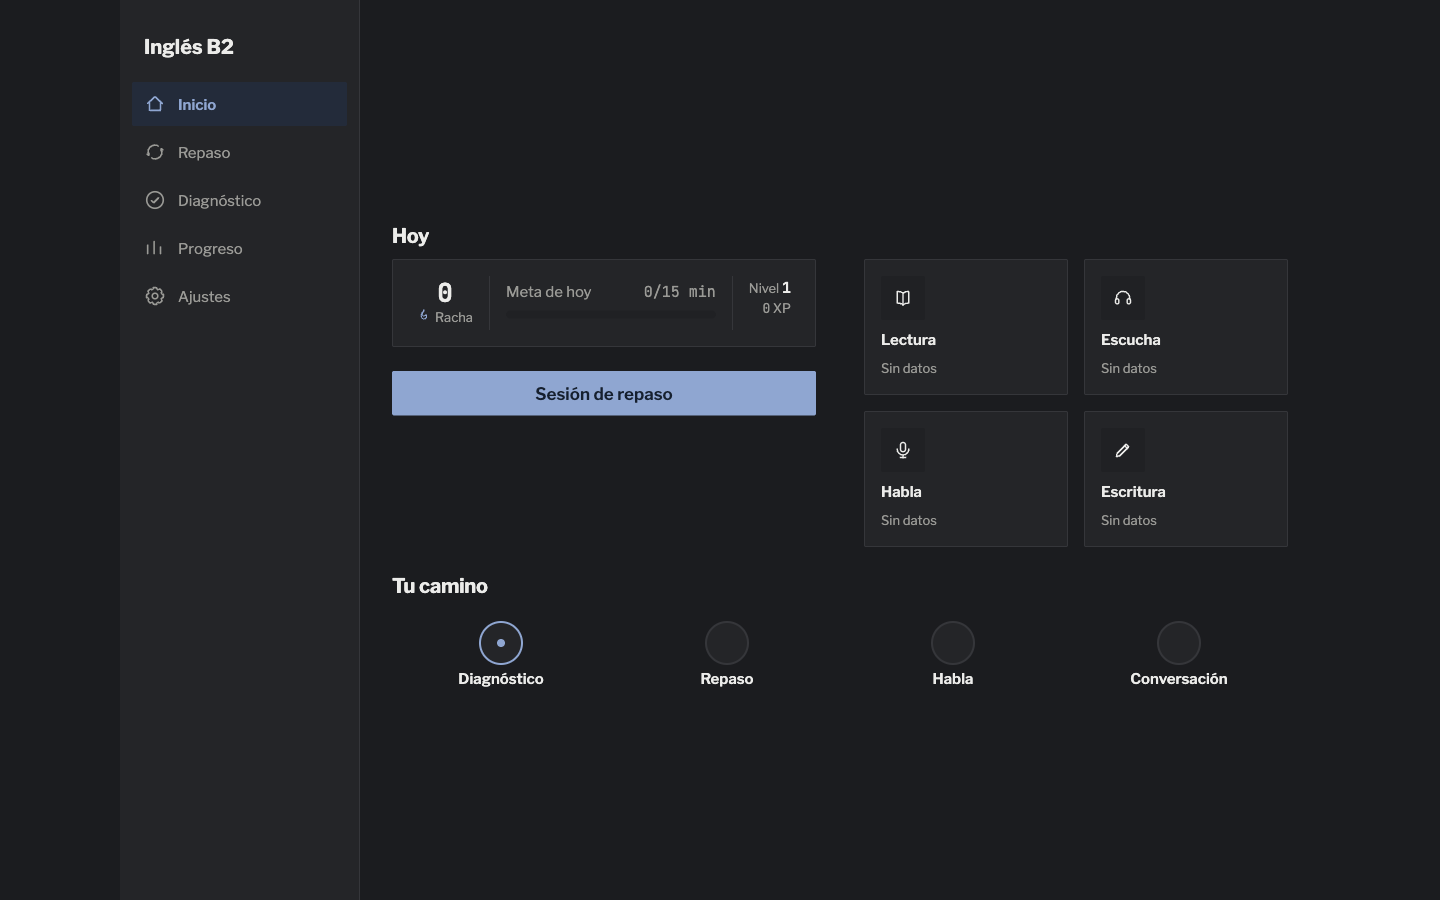 Inglés B2
Inicio
Repaso
Diagnóstico
Progreso
Ajustes
Hoy
0
Racha
Meta de hoy
0/15 min
Nivel 1
0 XP
Sesión de repaso
Lectura
Sin datos
Escucha
Sin datos
Habla
Sin datos
Escritura
Sin datos
Tu camino
Diagnóstico
Repaso
Habla
Conversación